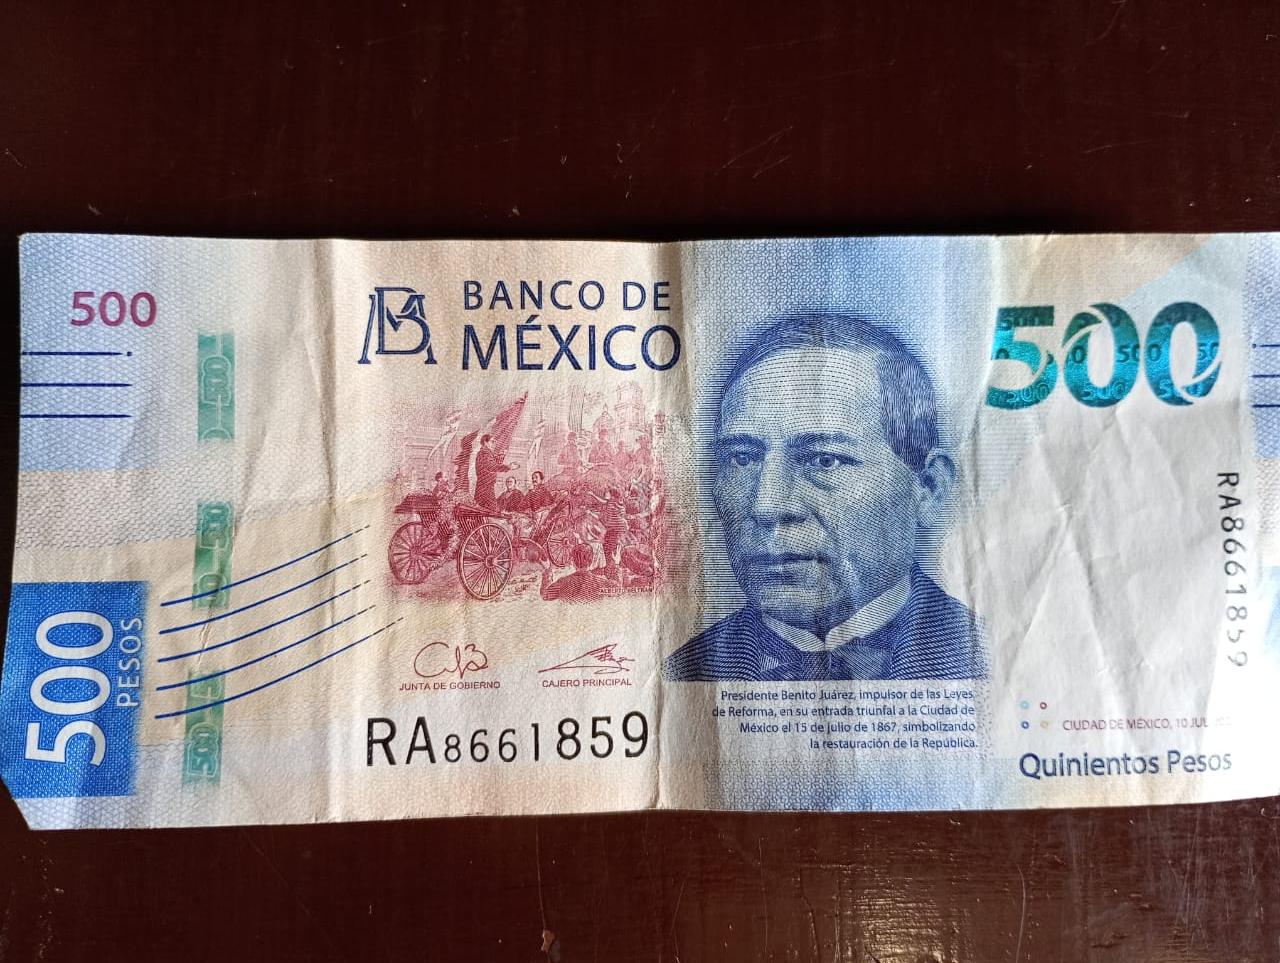 500
BANCO DE
MÉXICO
500
RA8661859
500
PESOS
JUNTA DE GOBIERNO
CAJERO PRINCIPAL
RA8661859
Presidente Benito Juárez, impulsor de las Leyes
de Reforma, en su entrada triunfal a la Ciudad de
México el 15 de julio de 1867, simbolizando
la restauración de la República.
CIUDAD DE MÉXICO, 10 JUL
Quinientos Pesos